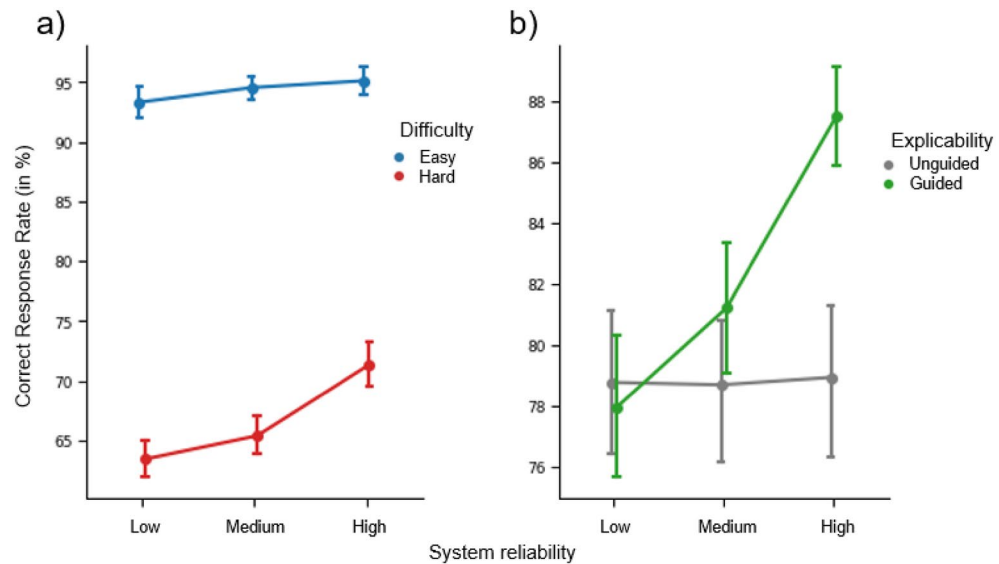 a)
b)
Correct Response Rate (in %)
95
90
85
80
75
70
65
Low
Medium
High
Difficulty
Easy
Hard
88
86
84
82
80
78
76
Low
Medium
High
Explicability
Unguided
Guided
System reliability